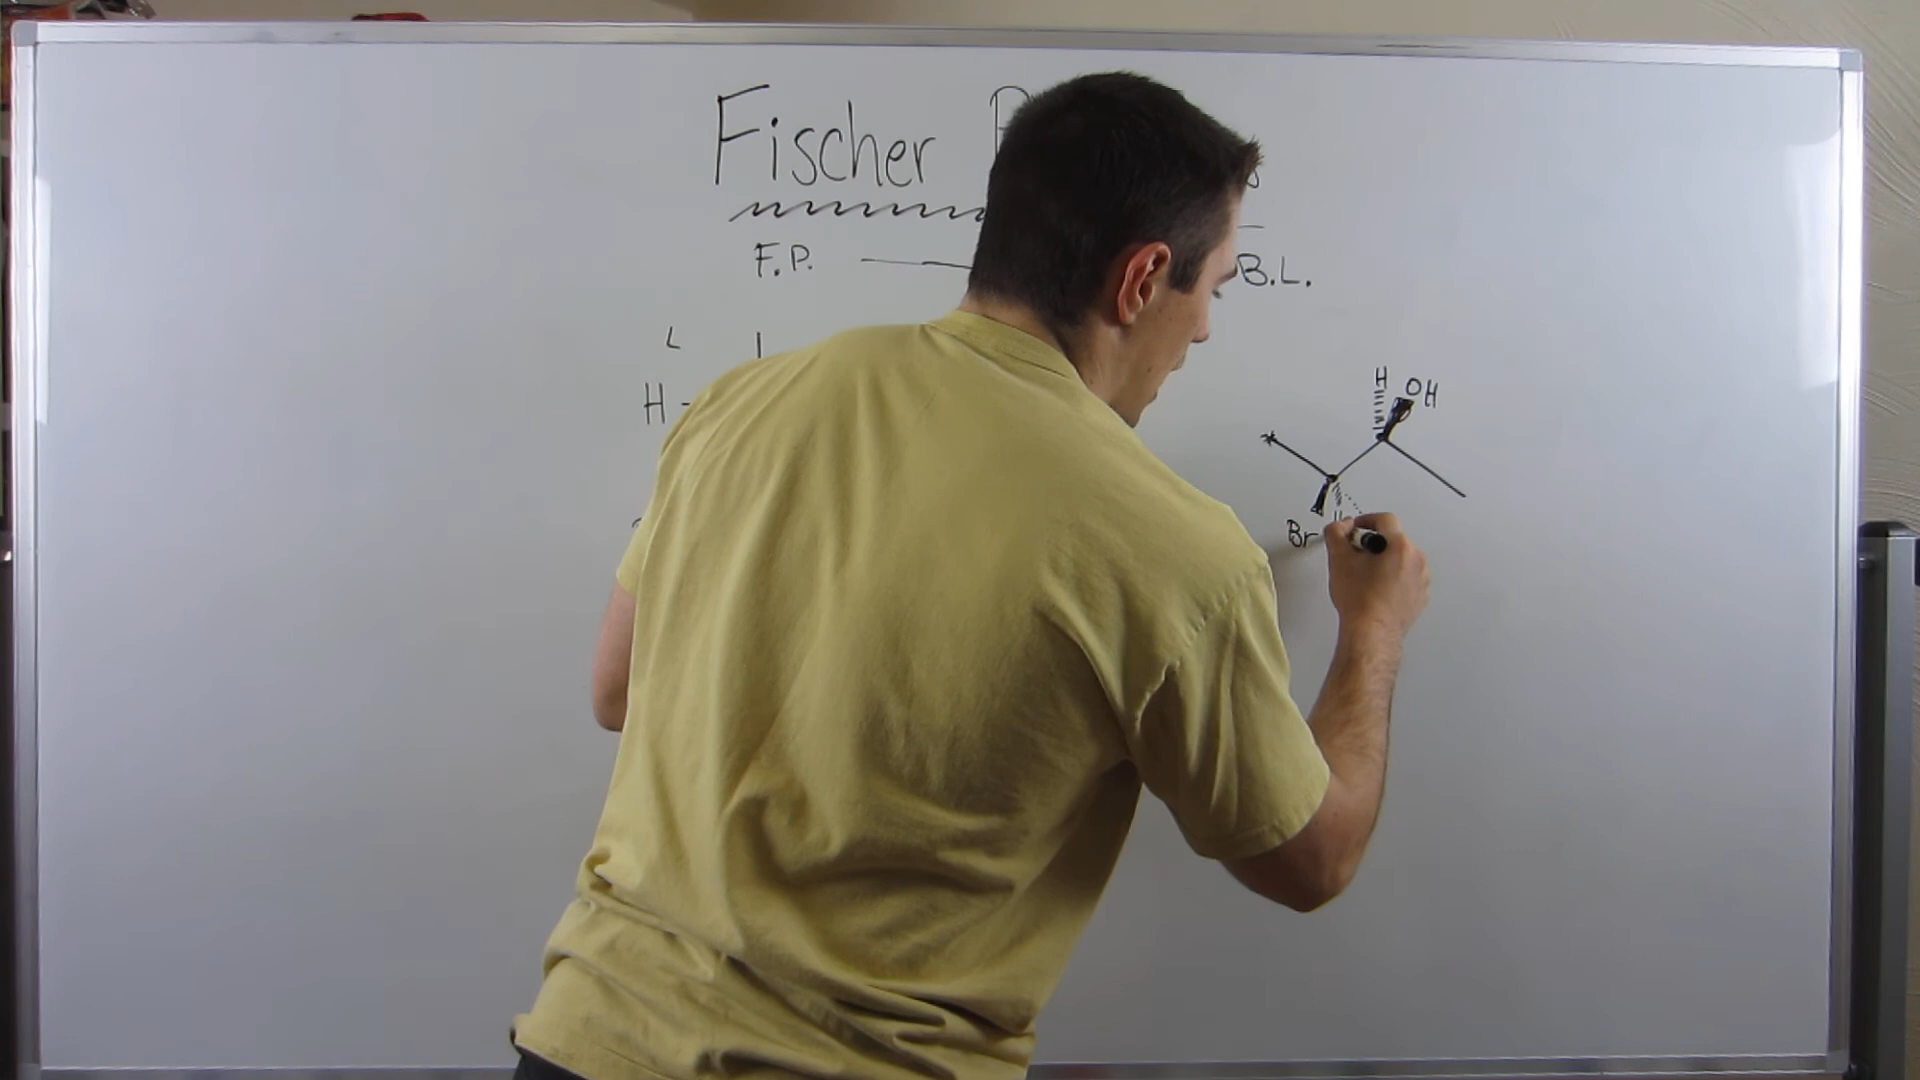 Fischer
F.P. B.L.
L
H
H OH
Br